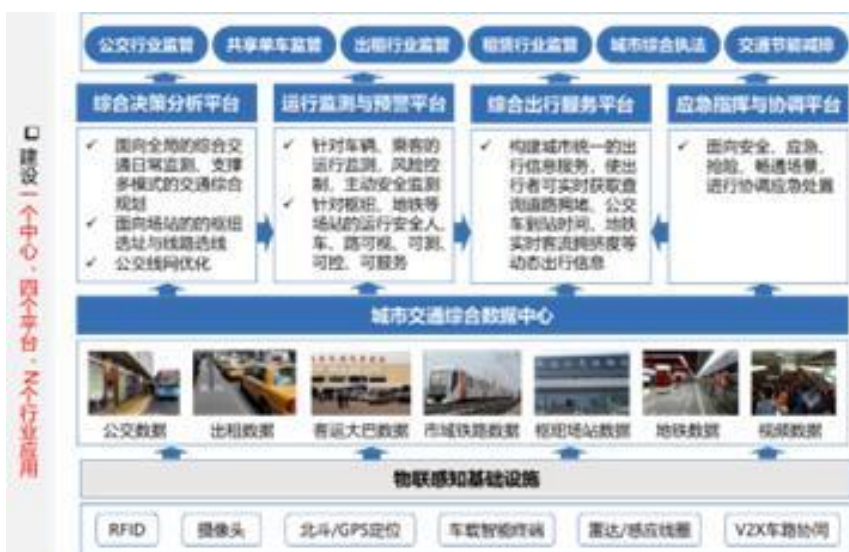 建设一个中心、四个平台、N个行业应用
公交行业监管
共享单车监管
出租行业监管
租赁行业监管
城市综合执法
交通节能减排
综合决策分析平台
✓ 面向全局的综合交
通日常监测，支撑
多模式的交通综合
规划
✓ 面向场站的的枢纽
选址与线路选线
✓ 公交线网优化
运行监测与预警平台
✓ 针对车辆、乘客的
运行监测、风险控
制，主动安全监测
✓ 针对枢纽、地铁等
场站的运行安全人、
车、路可视、可测、
可控、可服务
综合出行服务平台
✓ 构建城市统一的出
行信息服务，使出
行者可实时获取查
询道路拥堵、公交
车到站时间、地铁
实时客流拥挤度等
动态出行信息
应急指挥与协调平台
✓ 面向安全、应急、
抢险、畅通场景，
进行协调应急处置
城市交通综合数据中心
公交数据
出租数据
客运大巴数据
市域铁路数据
枢纽场站数据
地铁数据
视频数据
物联感知基础设施
RFID
摄像头
北斗/GPS定位
车载智能终端
雷达/感应线圈
V2X车路协同